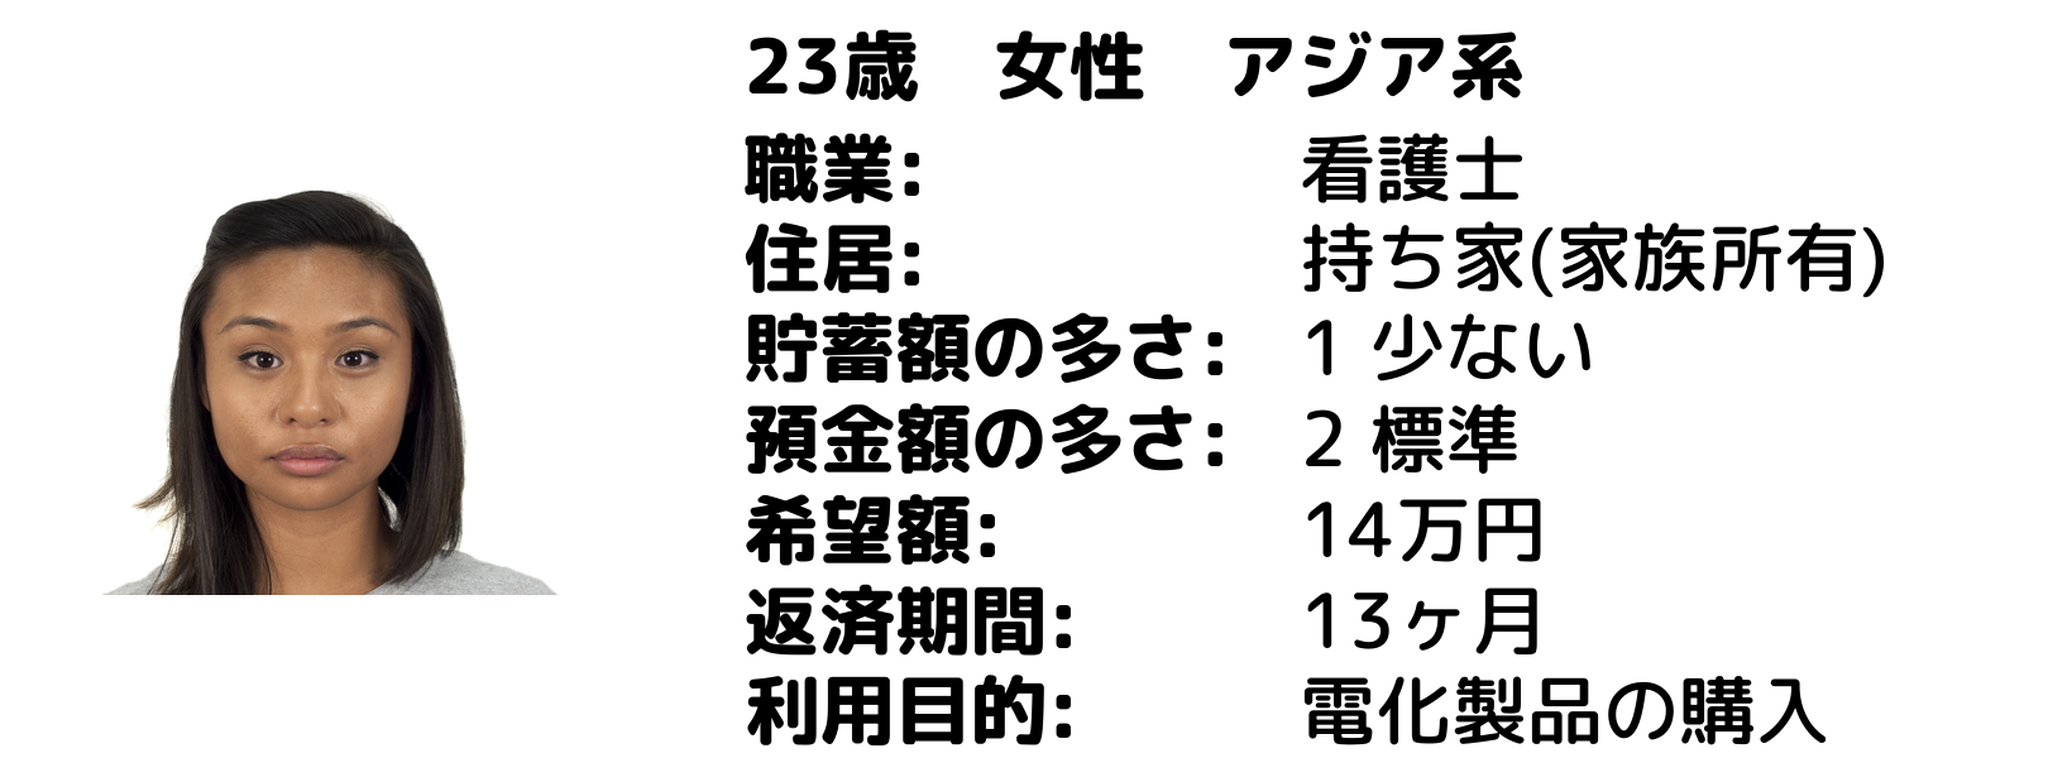 23歳　女性　アジア系
職業: 看護士
住居: 持ち家(家族所有)
貯蓄額の多さ: 1 少ない
預金額の多さ: 2 標準
希望額: 14万円
返済期間: 13ヶ月
利用目的: 電化製品の購入